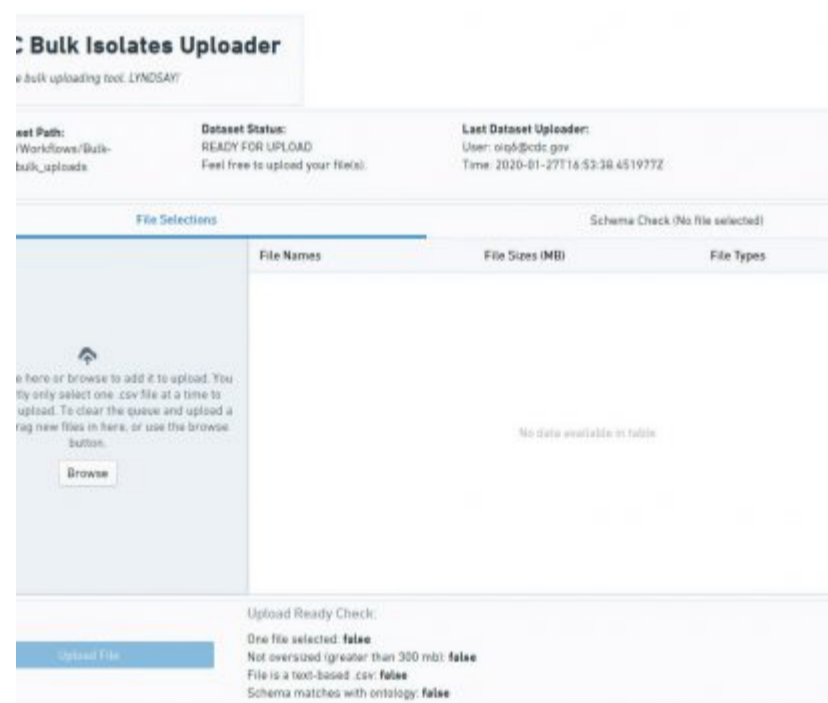 C Bulk Isolates Uploader
e bulk uploading tool. LYNDSAY!
set Path:
/Workflows/Bulk-
bulk_uploads
Dataset Status:
READY FOR UPLOAD
Feel free to upload your file(s).
Last Dataset Uploader:
User: oiq6@cdc.gov
Time: 2020-01-27T16:53:38.451977Z
File Selections
Schema Check (No file selected)
File Names File Sizes (MB) File Types
e here or browse to add it to upload. You
tly only select one .csv file at a time to
upload. To clear the queue and upload a
rag new files in here, or use the browse
button.
Browse
No data available in table
Upload File
Upload Ready Check:
One file selected: false
Not oversized (greater than 300 mb): false
File is a text-based .csv: false
Schema matches with ontology: false